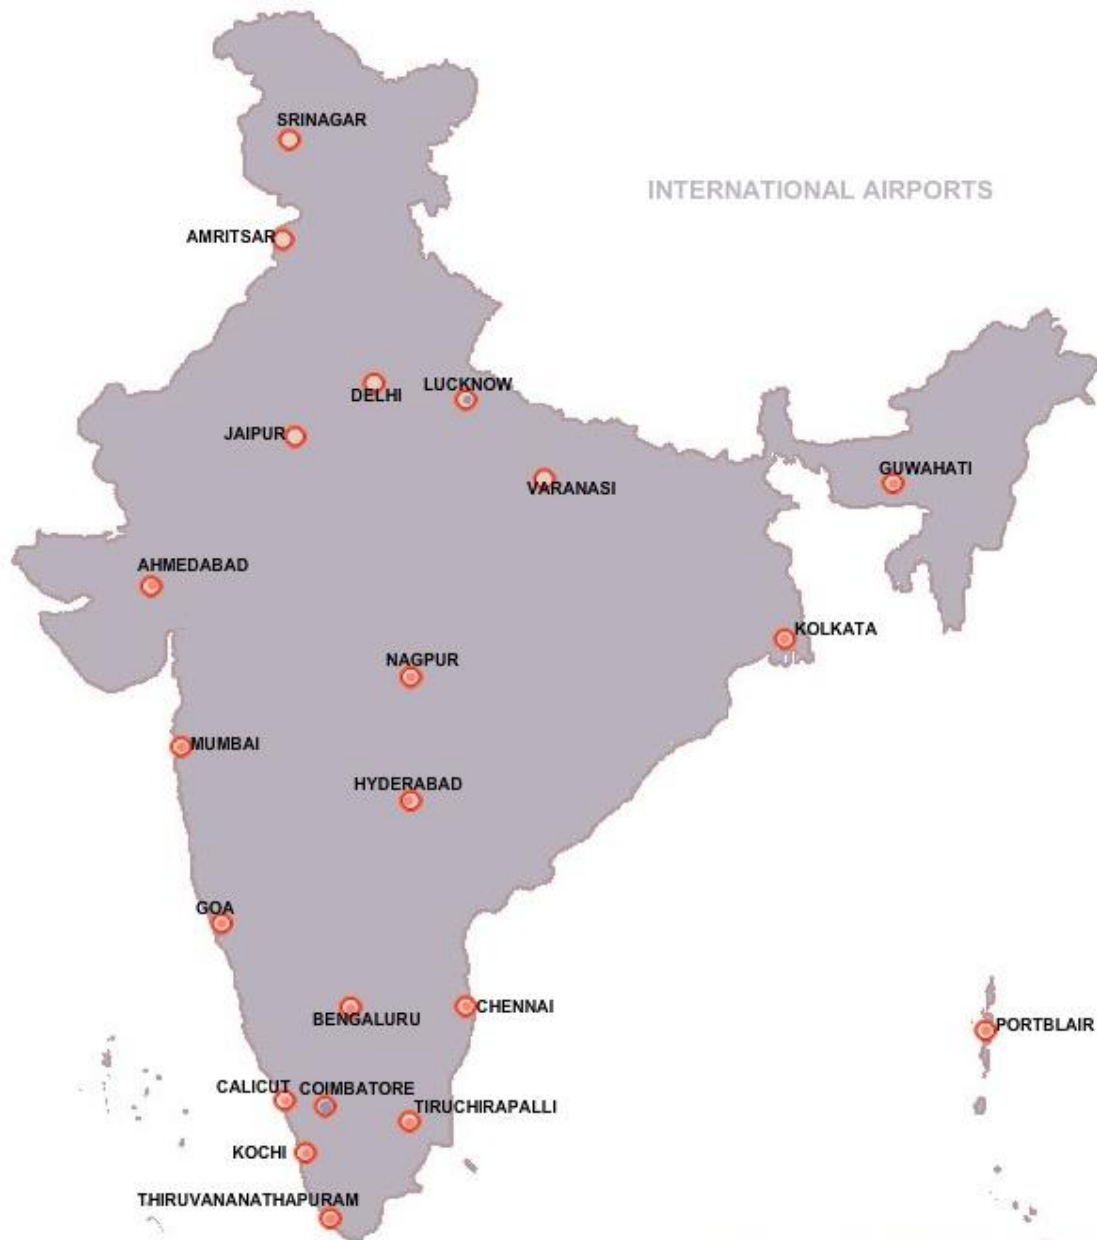 SRINAGAR
INTERNATIONAL AIRPORTS
AMRITSAR
DELHI
LUCKNOW
JAIPUR
VARANASI
GUWAHATI
AHMEDABAD
KOLKATA
NAGPUR
MUMBAI
HYDERABAD
GOA
BENGALURU
CHENNAI
PORTBLAIR
CALICUT
COIMBATORE
TIRUCHIRAPALLI
KOCHI
THIRUVANANATHAPURAM